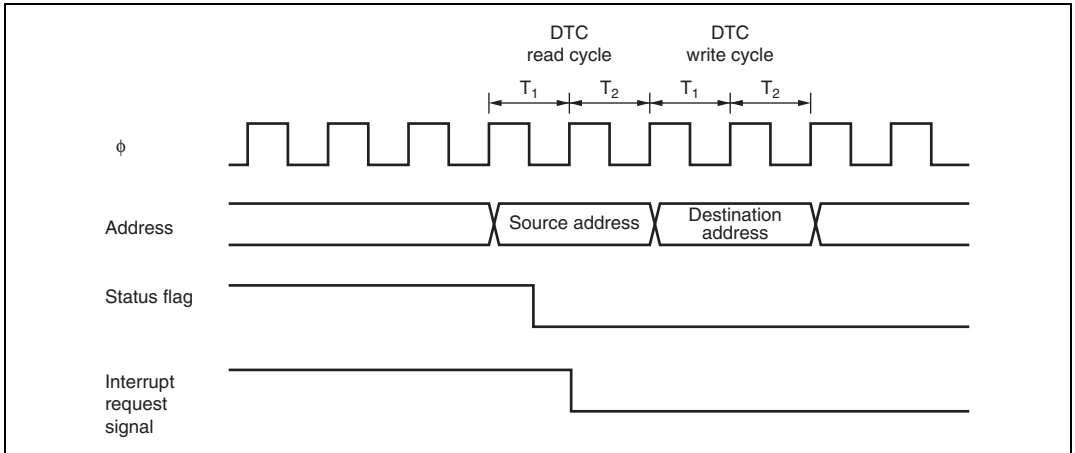 DTC
read cycle
DTC
write cycle
T₁
T₂
T₁
T₂
ϕ
Address
Source address
Destination
address
Status flag
Interrupt
request
signal